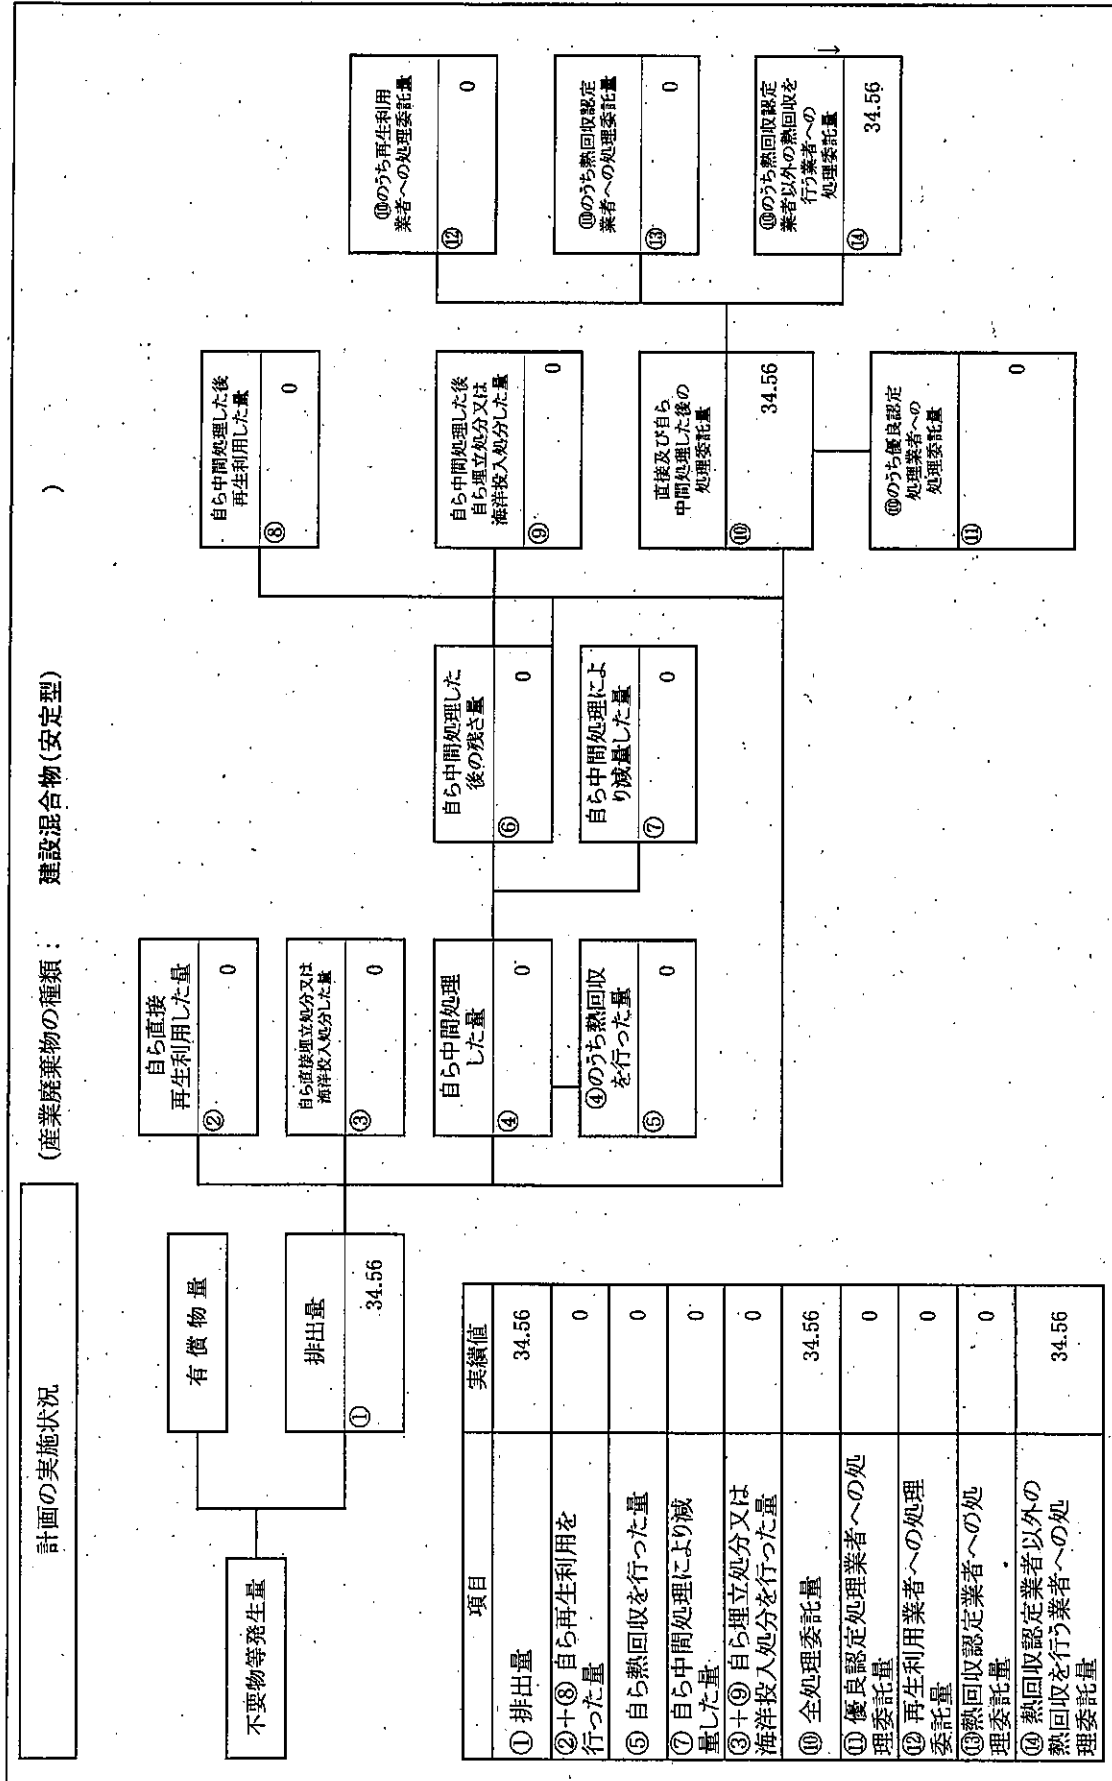 計画の実施状況
(産業廃棄物の種類： 建設混合物(安定型) )
不要物等発生量
有償物量
排出量
① 34.56
自ら直接
再生利用した量
② 0
自ら直接埋立処分又は
海洋投入処分した量
③ 0
自ら中間処理
した量
④ 0
④のうち熱回収
を行った量
⑤ 0
自ら中間処理した
後の残さ量
⑥ 0
自ら中間処理によ
り減量した量
⑦ 0
自ら中間処理した後
再生利用した量
⑧ 0
自ら中間処理した後
自ら埋立処分又は
海洋投入処分した量
⑨ 0
直接及び自ら
中間処理した後の
処理委託量
⑩ 34.56
⑩のうち優良認定
処理業者への
処理委託量
⑪ 0
⑩のうち再生利用
業者への処理委託量
⑫ 0
⑩のうち熱回収認定
業者への処理委託量
⑬ 0
⑩のうち熱回収認定
業者以外の熱回収を
行う業者への
処理委託量
⑭ 34.56
項目 実績値
① 排出量 34.56
②＋⑧ 自ら再生利用を
行った量 0
⑤ 自ら熱回収を行った量 0
⑦ 自ら中間処理により減
量した量 0
③＋⑨ 自ら埋立処分又は
海洋投入処分を行った量 0
⑩ 全処理委託量 34.56
⑪ 優良認定処理業者への処
理委託量 0
⑫ 再生利用業者への処理
委託量 0
⑬熱回収認定業者への処
理委託量 0
⑭ 熱回収認定業者以外の
熱回収を行う業者への処
理委託量 34.56